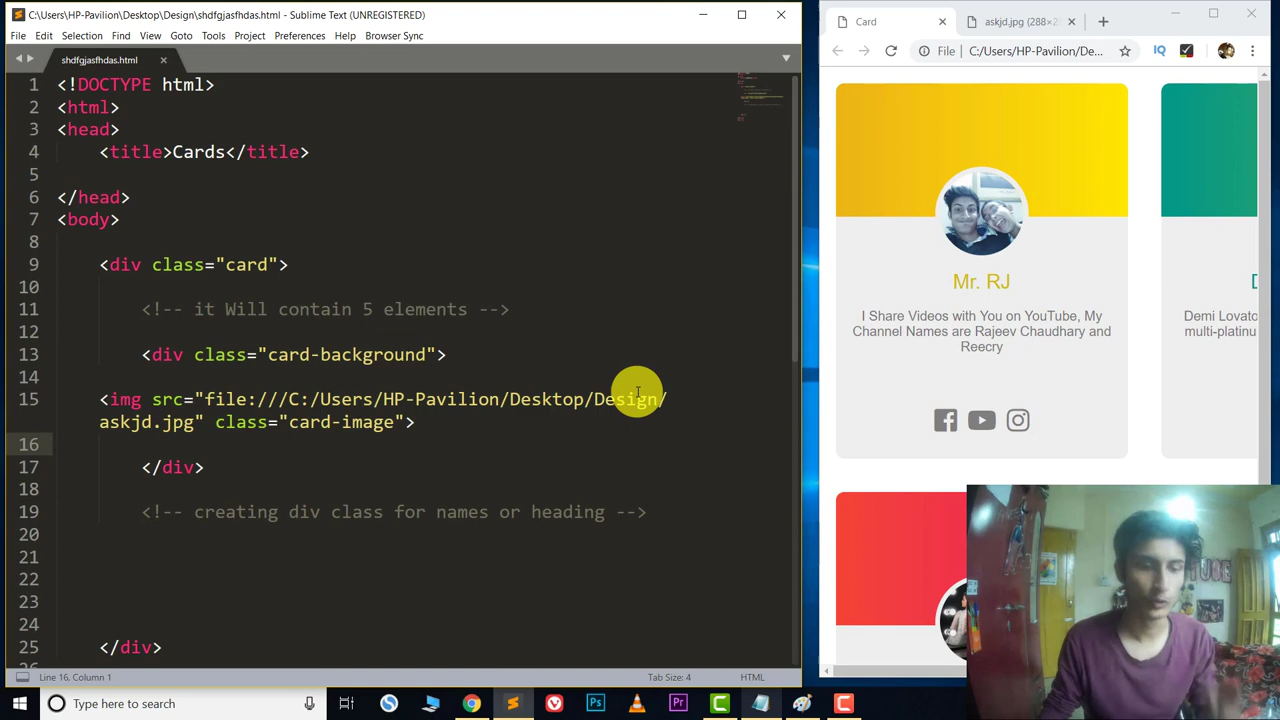 C:\Users\HP-Pavilion\Desktop\Design\shdfgjasfhdas.html - Sublime Text (UNREGISTERED)
File Edit Selection Find View Goto Tools Project Preferences Help Browser Sync
shdfgjasfhdas.html
1 <!DOCTYPE html>
2 <html>
3 <head>
4 <title>Cards</title>
5
6 </head>
7 <body>
8
9 <div class="card">
10
11 <!-- it Will contain 5 elements -->
12
13 <div class="card-background">
14
15 <img src="file:///C:/Users/HP-Pavilion/Desktop/Design/
askjd.jpg" class="card-image">
16
17 </div>
18
19 <!-- creating div class for names or heading -->
20
21
22
23
24
25 </div>
Line 16, Column 1
Tab Size: 4
HTML
Card
askjd.jpg (288×2
File C:/Users/HP-Pavilion/De...
IQ
Mr. RJ
I Share Videos with You on YouTube, My
Channel Names are Rajeev Chaudhary and
Reecry
D
Demi Lovato
multi-platinu
Type here to search
Ps
Pr